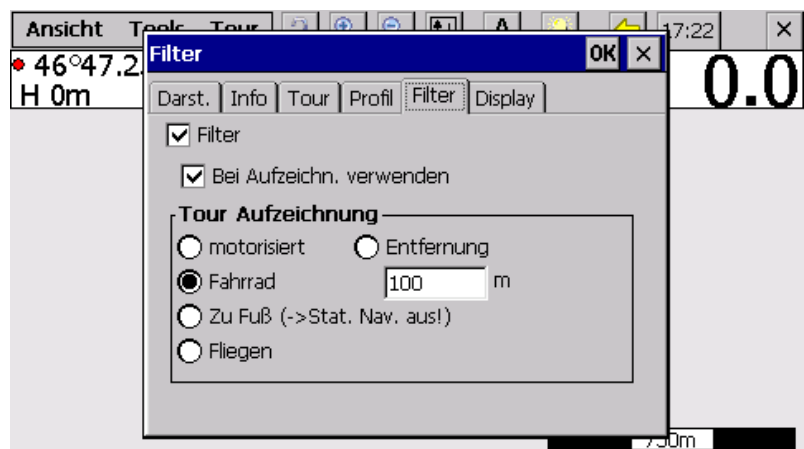 Ansicht Tools Tour A 17:22 ×
46°47.2
H 0m
0.0
Filter OK ×
Darst. Info Tour Profil Filter Display
Filter
Bei Aufzeichn. verwenden
Tour Aufzeichnung
motorisiert Entfernung
Fahrrad 100 m
Zu Fuß (->Stat. Nav. aus!)
Fliegen
750m